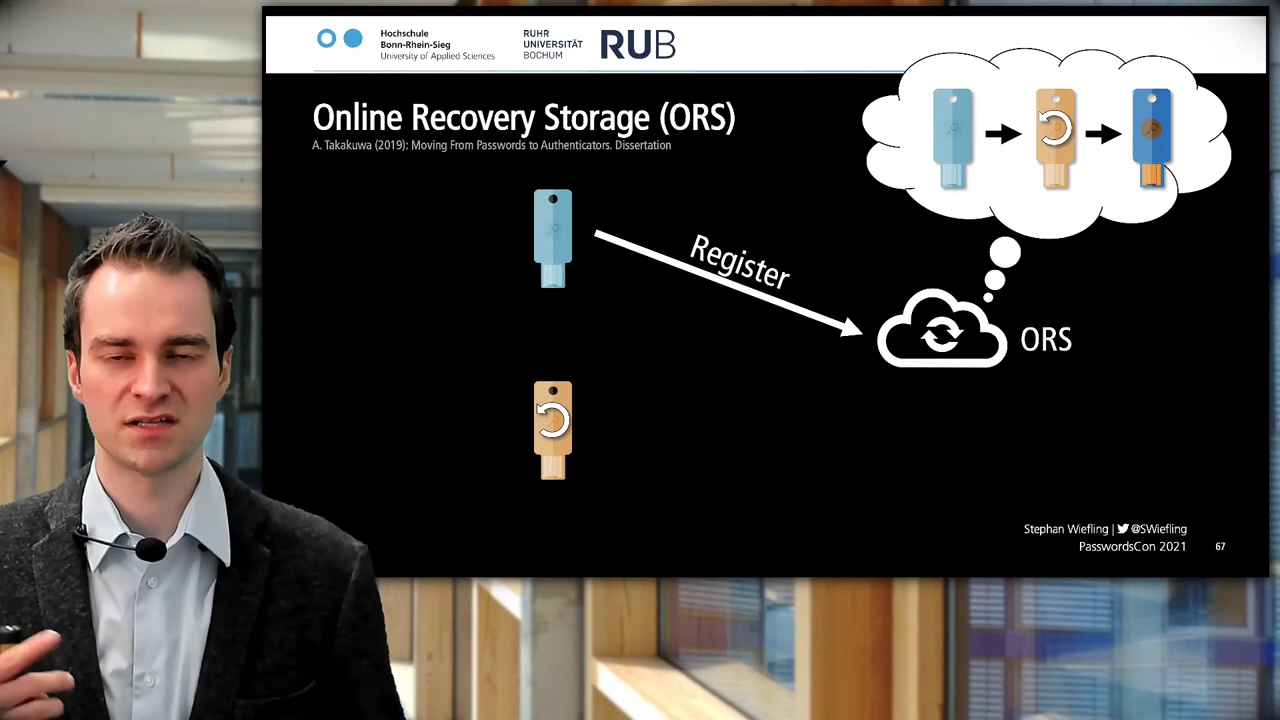 Hochschule
Bonn-Rhein-Sieg
University of Applied Sciences
RUHR
UNIVERSITÄT
BOCHUM
RUB
Online Recovery Storage (ORS)
A. Takakuwa (2019): Moving From Passwords to Authenticators. Dissertation
Register
ORS
Stephan Wiefling | @SWiefling
PasswordsCon 2021
67